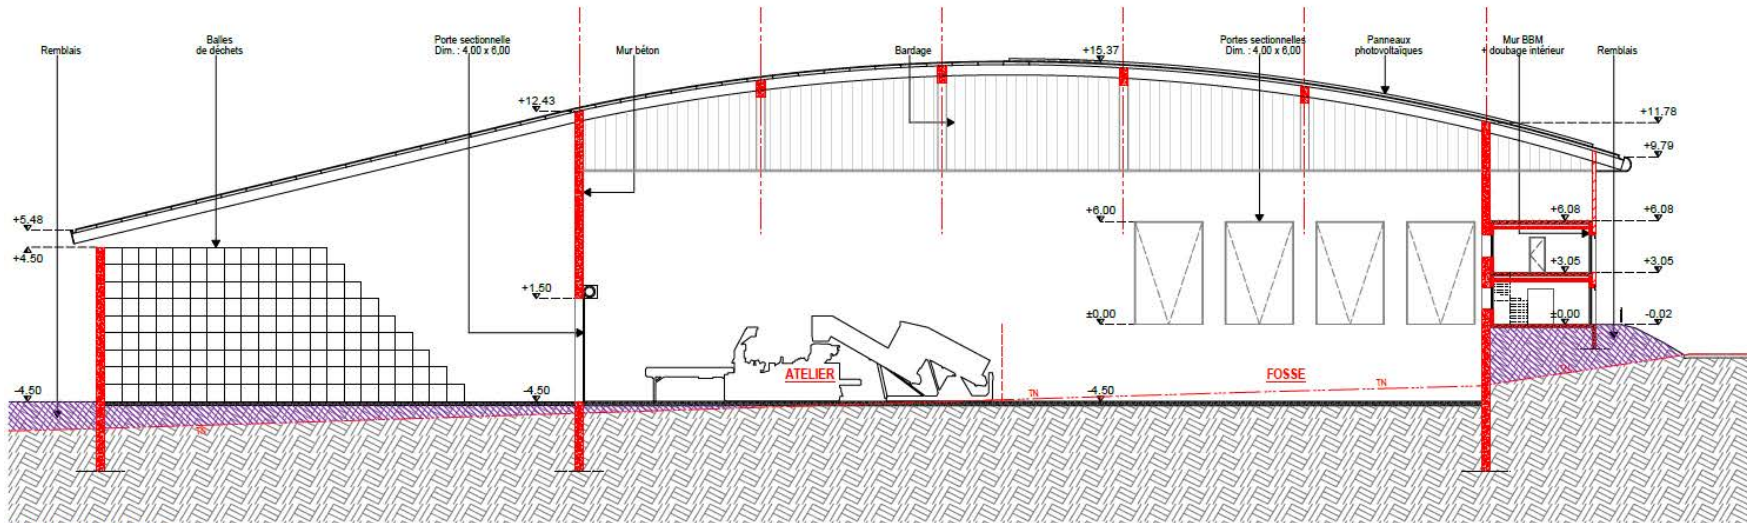 Remblais
Balles
de déchets
Porte sectionnelle
Dim. : 4,00 x 6,00
Mur béton
Bardage
+15.37
Portes sectionnelles
Dim. : 4,00 x 6,00
Panneaux
photovoltaïques
Mur BBM
+ doubage intérieur
Remblais
+12.43
+11.78
+9.79
+5.48
+4.50
+6.00
+6.08
+6.08
+3.05
+3.05
+1.50
±0.00
±0.00
-0.02
ATELIER
FOSSE
TN
TN
TN
TN
-4.50
-4.50
-4.50